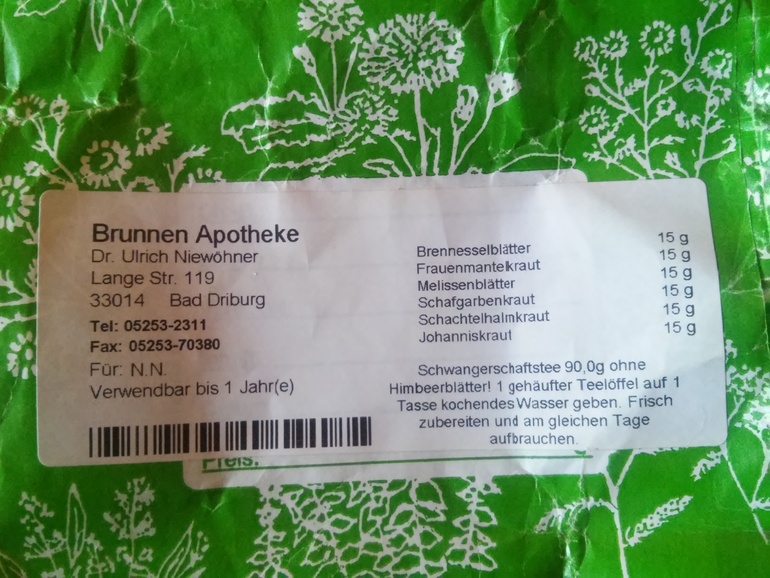 Brunnen Apotheke
Dr. Ulrich Niewöhner
Lange Str. 119
33014 Bad Driburg
Tel: 05253-2311
Fax: 05253-70380
Für: N.N.
Verwendbar bis 1 Jahr(e)
Brennesselblätter 15 g
Frauenmantelkraut 15 g
Melissenblätter 15 g
Schafgarbenkraut 15 g
Schachtelhalmkraut 15 g
Johanniskraut 15 g
Schwangerschaftstee 90,0g ohne
Himbeerblätter! 1 gehäufter Teelöffel auf 1
Tasse kochendes Wasser geben. Frisch
zubereiten und am gleichen Tage
aufbrauchen.
Preis: